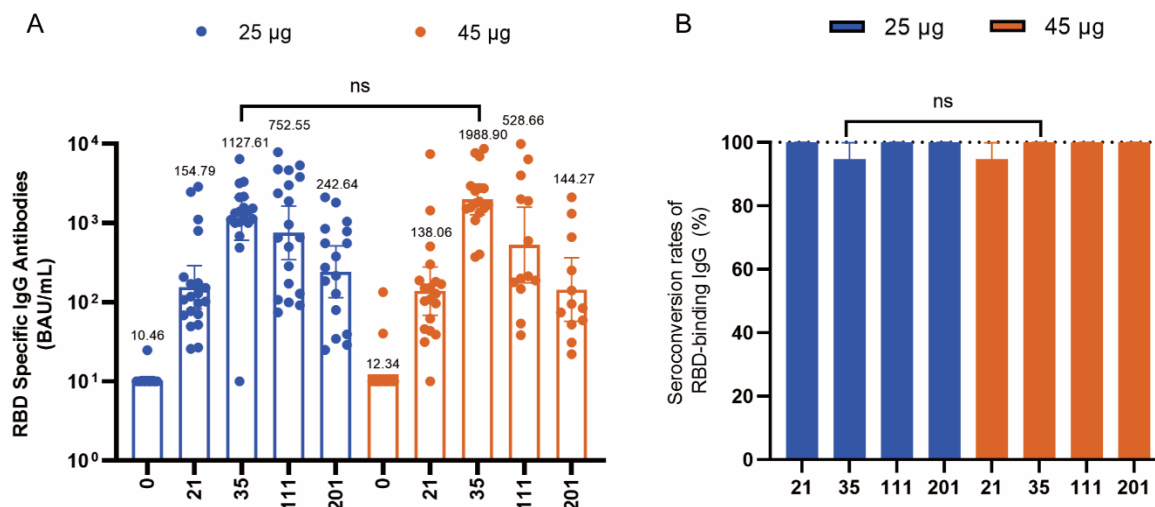 A
25 μg
45 μg
ns
10.46
154.79
1127.61
752.55
242.64
12.34
138.06
1988.90
528.66
144.27
RBD Specific IgG Antibodies
(BAU/mL)
10⁴
10³
10²
10¹
10⁰
0 21 35 111 201 0 21 35 111 201
B
25 μg
45 μg
ns
Seroconversion rates of
RBD-binding IgG (%)
100
80
60
40
20
0
21 35 111 201 21 35 111 201